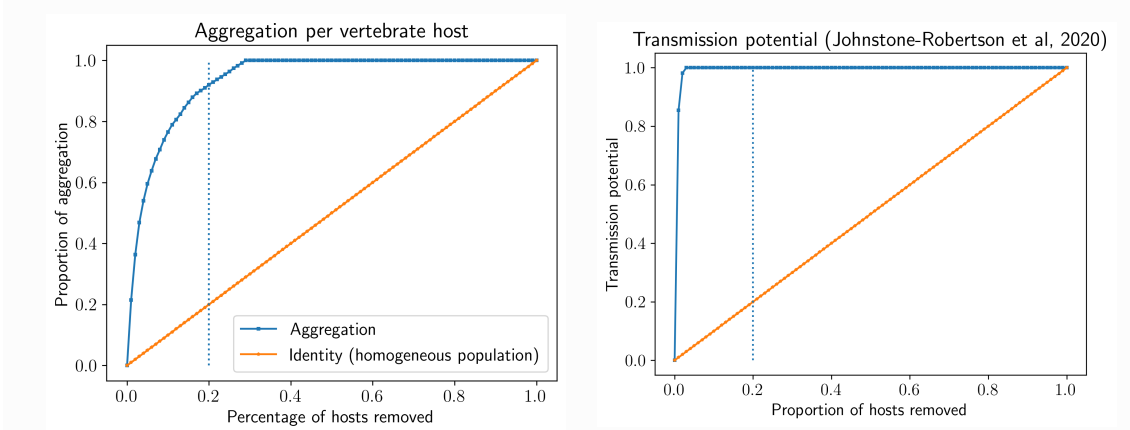 Aggregation per vertebrate host
1.0
0.8
0.6
0.4
0.2
0.0
Proportion of aggregation
Aggregation
Identity (homogeneous population)
0.0 0.2 0.4 0.6 0.8 1.0
Percentage of hosts removed
Transmission potential (Johnstone-Robertson et al, 2020)
1.0
0.8
0.6
0.4
0.2
0.0
Transmission potential
0.0 0.2 0.4 0.6 0.8 1.0
Proportion of hosts removed